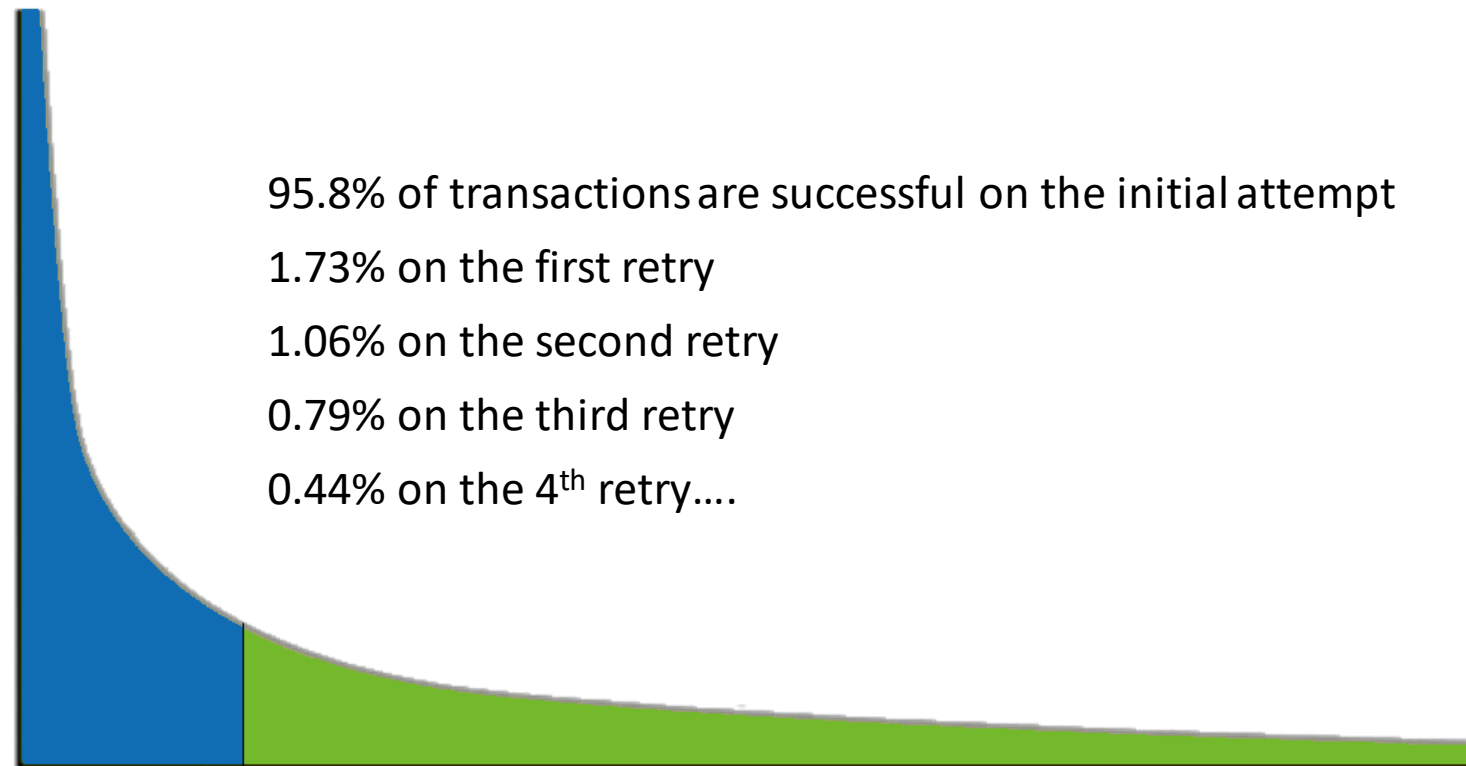 95.8% of transactions are successful on the initial attempt
1.73% on the first retry
1.06% on the second retry
0.79% on the third retry
0.44% on the 4th retry….